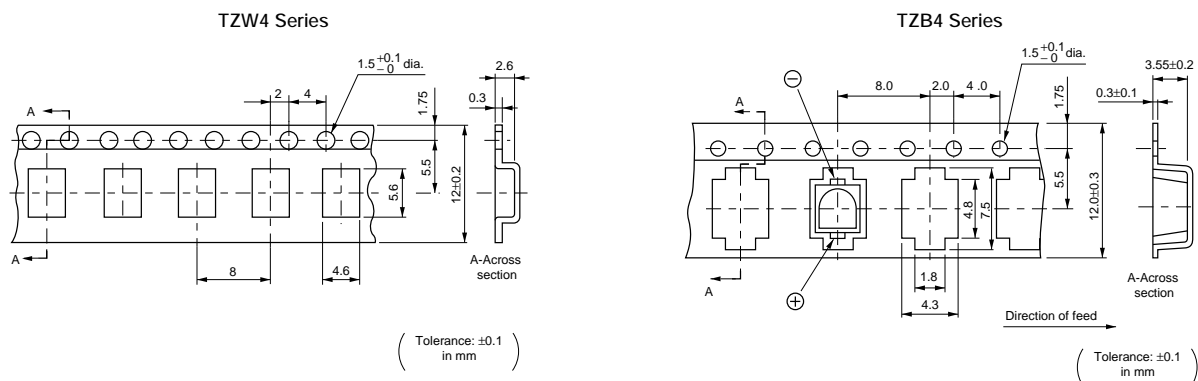 TZW4 Series
1.5 +0.1 −0 dia.
2.6
2
4
0.3
1.75
A
5.5
5.6
12±0.2
A
8
4.6
A-Across
section
Tolerance: ±0.1
in mm
TZB4 Series
1.5 +0.1 −0 dia.
3.55±0.2
−
8.0
2.0
4 .0
0.3±0.1
1.75
A
5.5
4.8
7.5
12.0±0.3
A
+
1.8
4.3
A-Across
section
Direction of feed
Tolerance: ±0.1
in mm